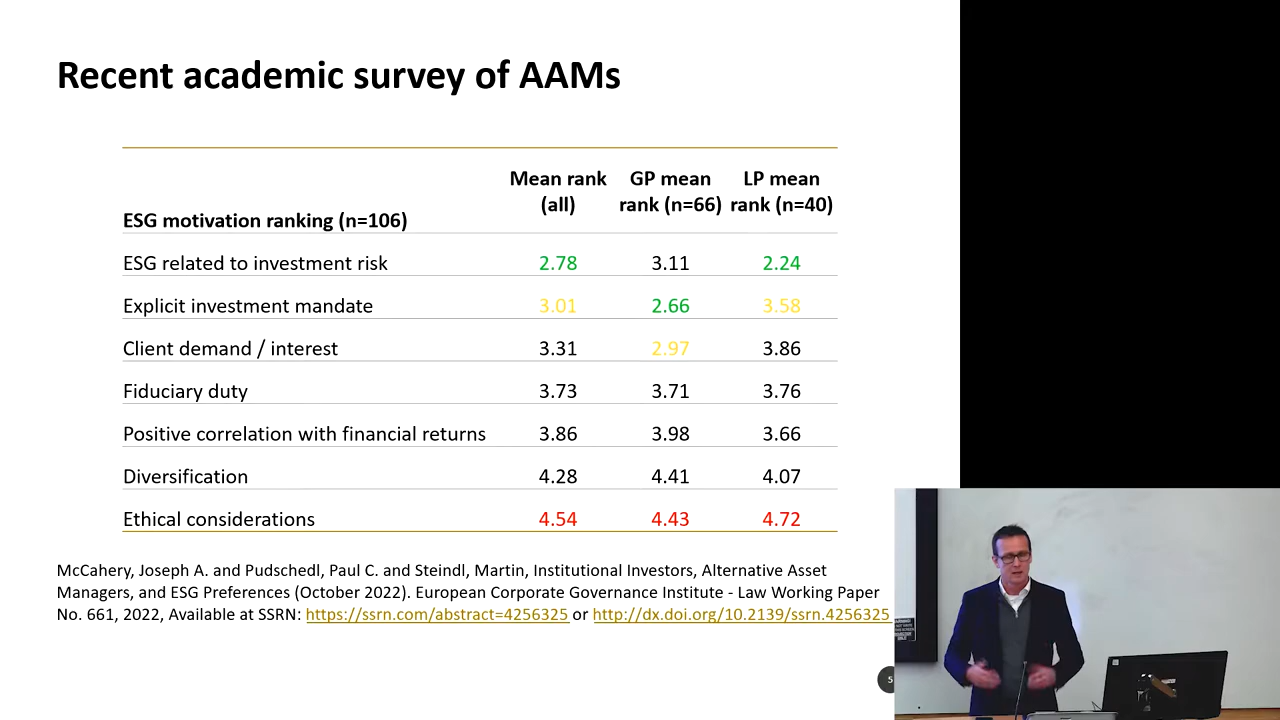 Recent academic survey of AAMs
ESG motivation ranking (n=106) Mean rank (all) GP mean rank (n=66) LP mean rank (n=40)
ESG related to investment risk 2.78 3.11 2.24
Explicit investment mandate 3.01 2.66 3.58
Client demand / interest 3.31 2.97 3.86
Fiduciary duty 3.73 3.71 3.76
Positive correlation with financial returns 3.86 3.98 3.66
Diversification 4.28 4.41 4.07
Ethical considerations 4.54 4.43 4.72
McCahery, Joseph A. and Pudschedl, Paul C. and Steindl, Martin, Institutional Investors, Alternative Asset
Managers, and ESG Preferences (October 2022). European Corporate Governance Institute - Law Working Paper
No. 661, 2022, Available at SSRN: https://ssrn.com/abstract=4256325 or http://dx.doi.org/10.2139/ssrn.4256325
5